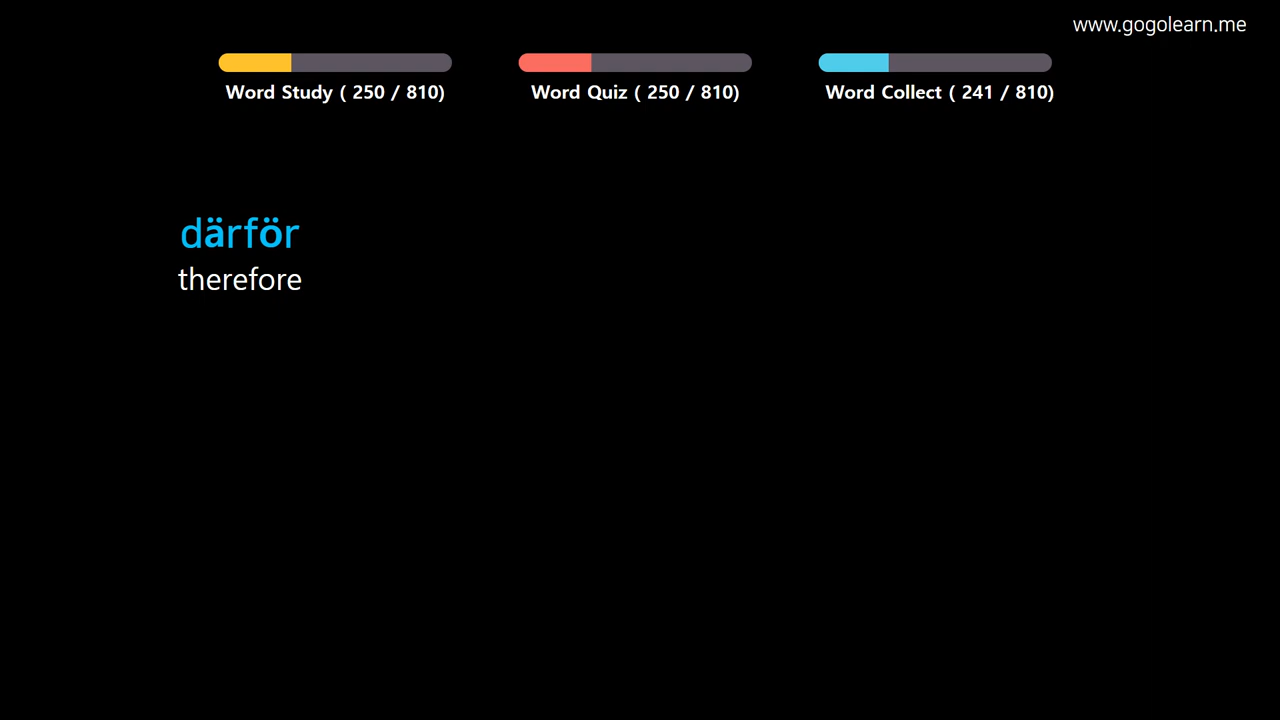 www.gogolearn.me
Word Study ( 250 / 810)
Word Quiz ( 250 / 810)
Word Collect ( 241 / 810)
därför
therefore